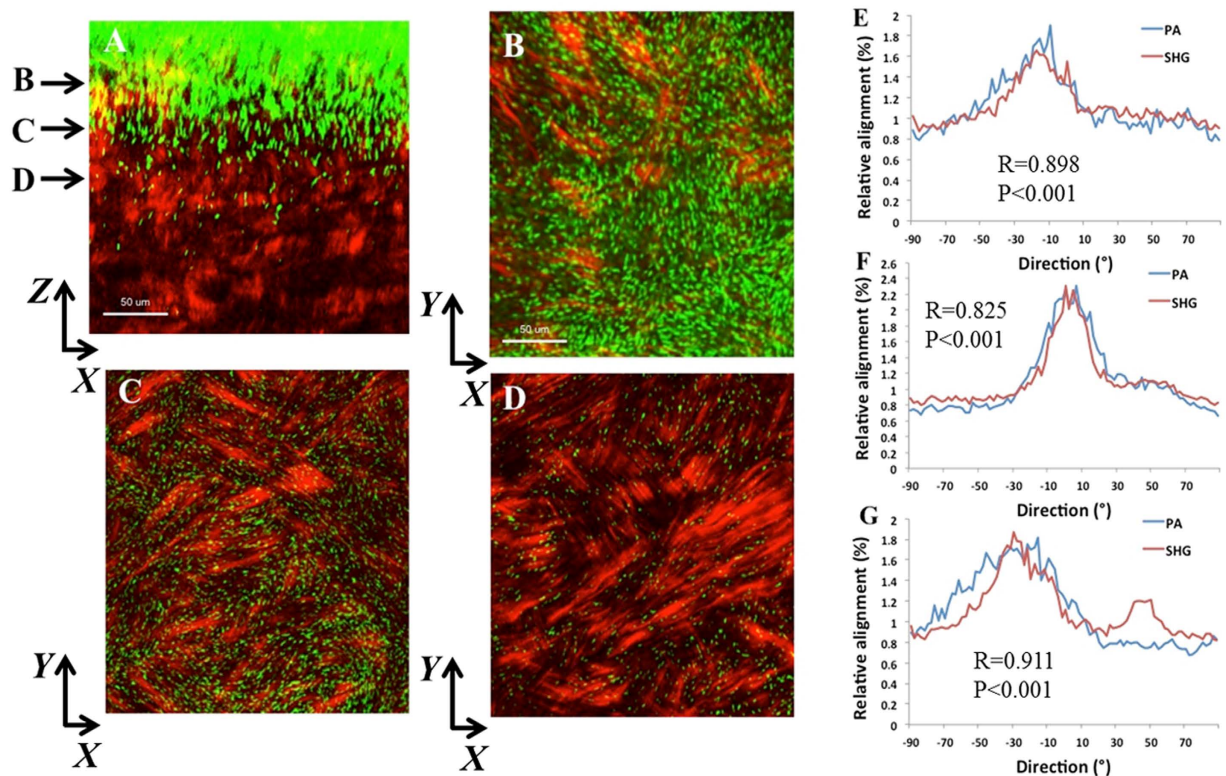 A
B
C
D
50 um
Z
X
B
50 um
Y
X
C
Y
X
D
Y
X
E
Relative alignment (%)
2
1.8
1.6
1.4
1.2
1
0.8
0.6
0.4
0.2
0
PA
SHG
R=0.898
P<0.001
-90 -70 -50 -30 -10 10 30 50 70
Direction (°)
F
Relative alignment (%)
2.6
2.4
2.2
2
1.8
1.6
1.4
1.2
1
0.8
0.6
0.4
0.2
0
PA
SHG
R=0.825
P<0.001
-90 -70 -50 -30 -10 10 30 50 70
Direction (°)
G
Relative alignment (%)
2
1.8
1.6
1.4
1.2
1
0.8
0.6
0.4
0.2
0
PA
SHG
R=0.911
P<0.001
-90 -70 -50 -30 -10 10 30 50 70
Direction (°)